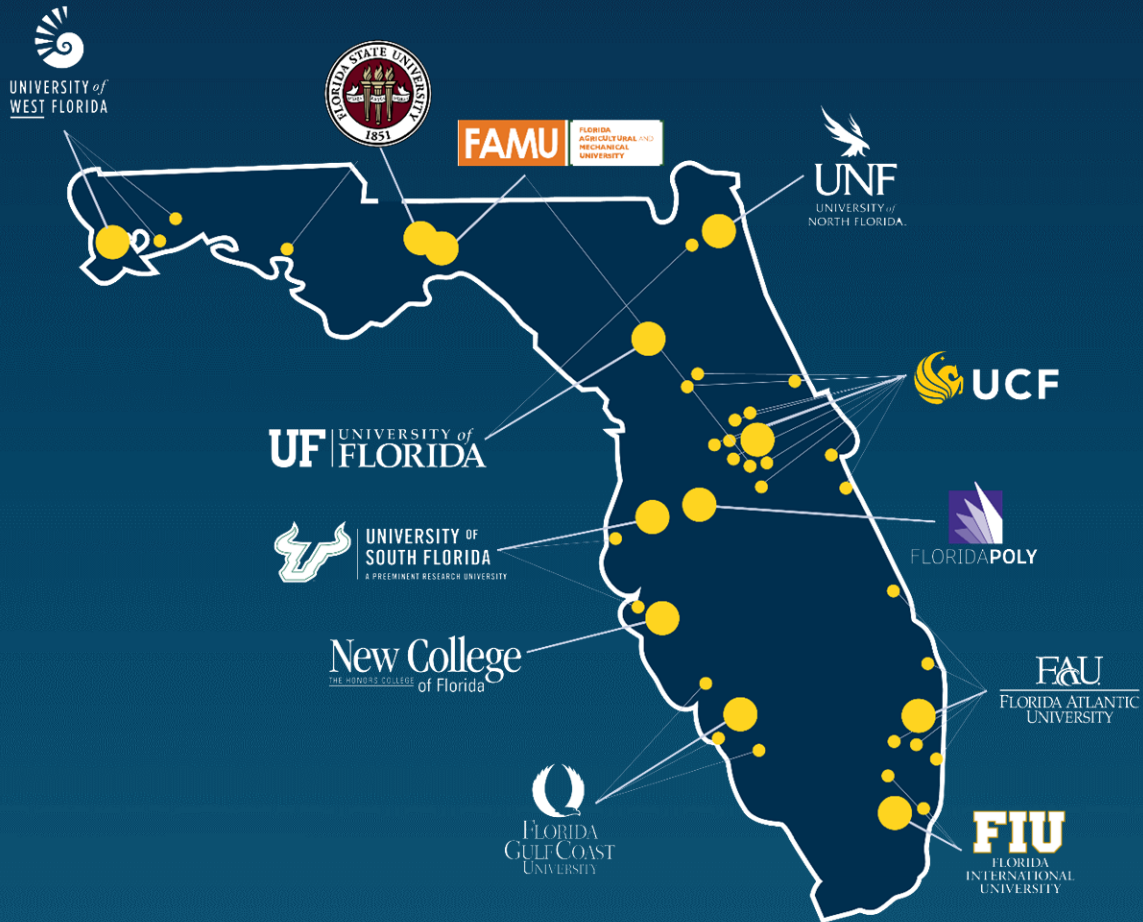 UNIVERSITY of
WEST FLORIDA
FLORIDA STATE UNIVERSITY
1851
FAMU
FLORIDA
AGRICULTURAL AND
MECHANICAL
UNIVERSITY
UNF
UNIVERSITY of
NORTH FLORIDA.
UCF
UF UNIVERSITY of
FLORIDA
UNIVERSITY OF
SOUTH FLORIDA
A PREEMINENT RESEARCH UNIVERSITY
FLORIDAPOLY
New College
THE HONORS COLLEGE of Florida
FAU
FLORIDA ATLANTIC
UNIVERSITY
FLORIDA
GULF COAST
UNIVERSITY
FIU
FLORIDA
INTERNATIONAL
UNIVERSITY